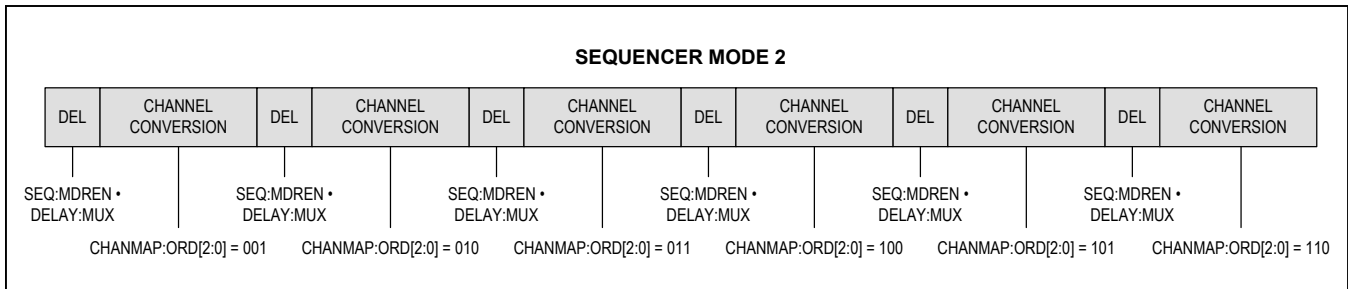 SEQUENCER MODE 2
DEL
CHANNEL
CONVERSION
DEL
CHANNEL
CONVERSION
DEL
CHANNEL
CONVERSION
DEL
CHANNEL
CONVERSION
DEL
CHANNEL
CONVERSION
DEL
CHANNEL
CONVERSION
SEQ:MDREN •
DELAY:MUX
SEQ:MDREN •
DELAY:MUX
SEQ:MDREN •
DELAY:MUX
SEQ:MDREN •
DELAY:MUX
SEQ:MDREN •
DELAY:MUX
SEQ:MDREN •
DELAY:MUX
CHANMAP:ORD[2:0] = 001
CHANMAP:ORD[2:0] = 010
CHANMAP:ORD[2:0] = 011
CHANMAP:ORD[2:0] = 100
CHANMAP:ORD[2:0] = 101
CHANMAP:ORD[2:0] = 110